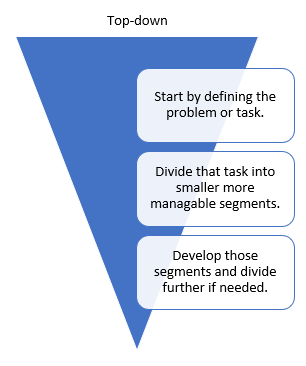 Top-down
Start by defining the
problem or task.
Divide that task into
smaller more
managable segments.
Develop those
segments and divide
further if needed.